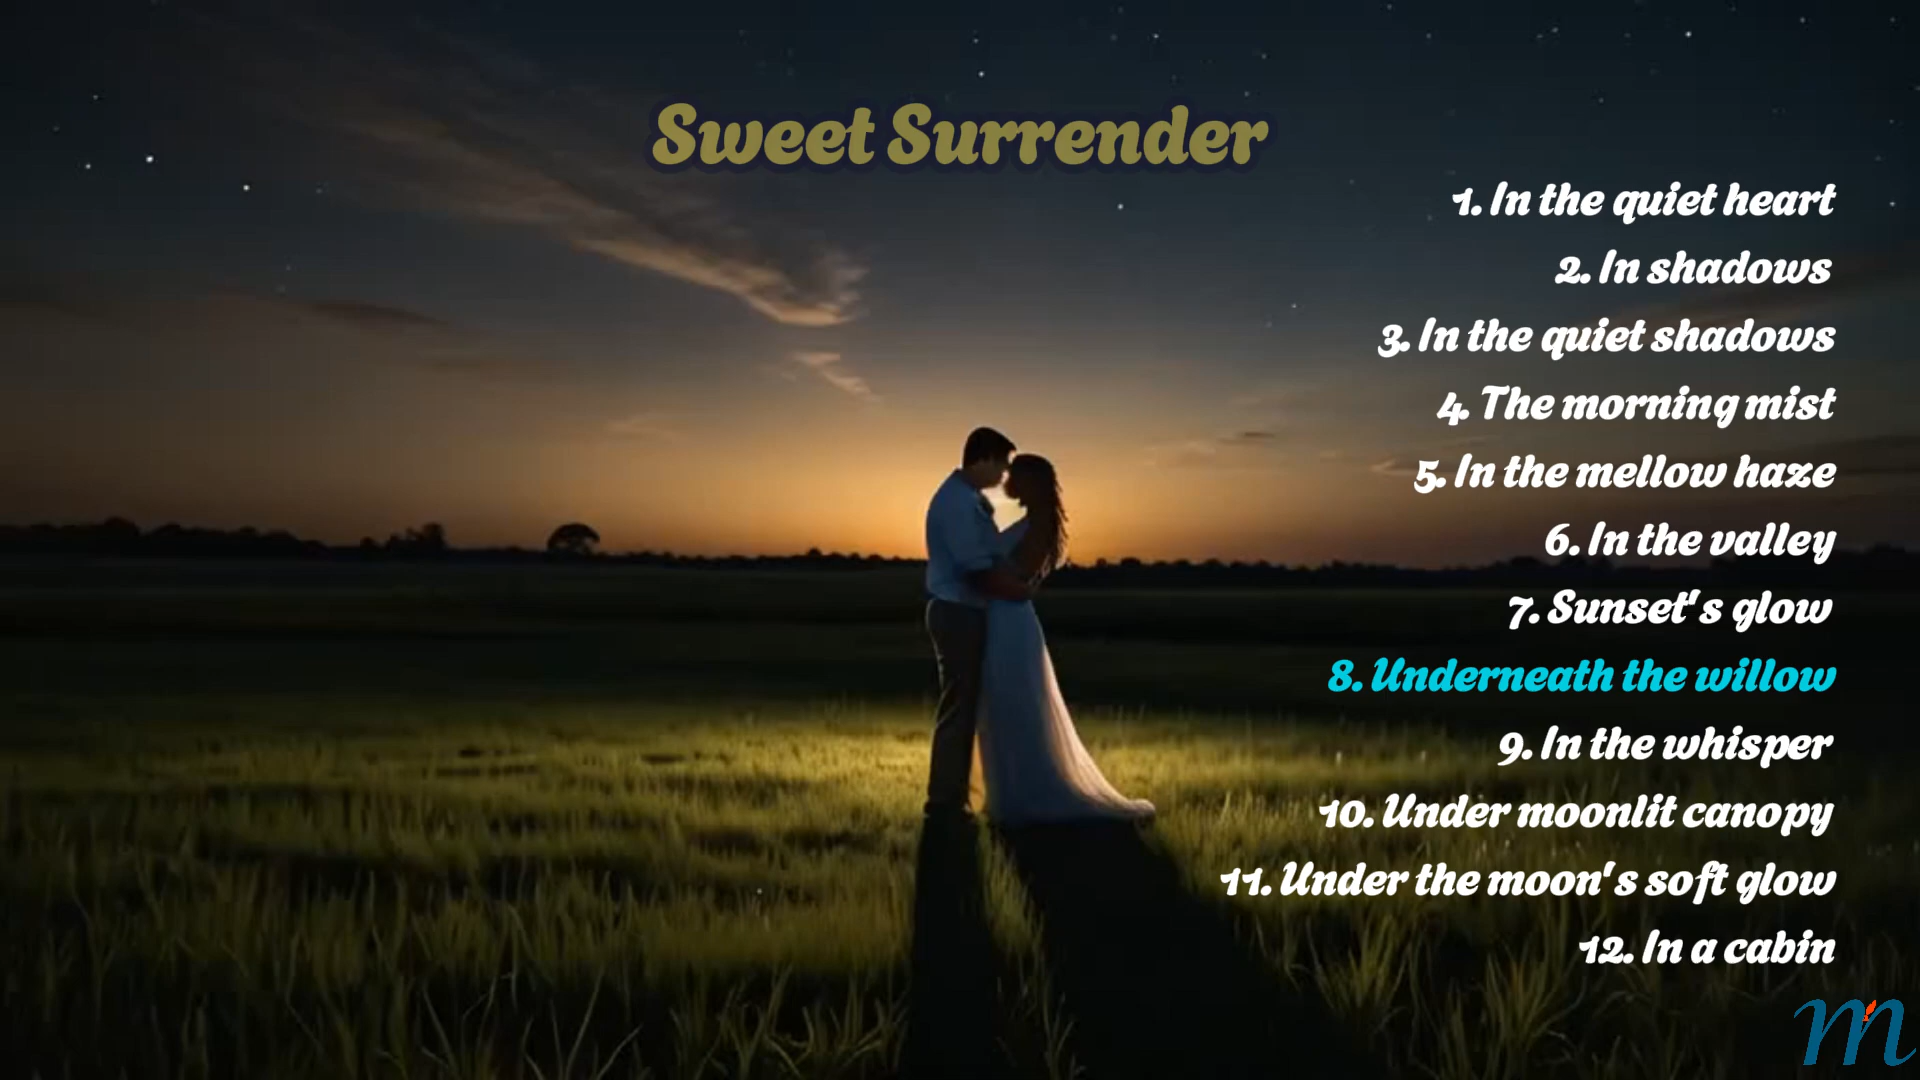 Sweet Surrender
1. In the quiet heart
2. In shadows
3. In the quiet shadows
4. The morning mist
5. In the mellow haze
6. In the valley
7. Sunset's glow
8. Underneath the willow
9. In the whisper
10. Under moonlit canopy
11. Under the moon's soft glow
12. In a cabin
m